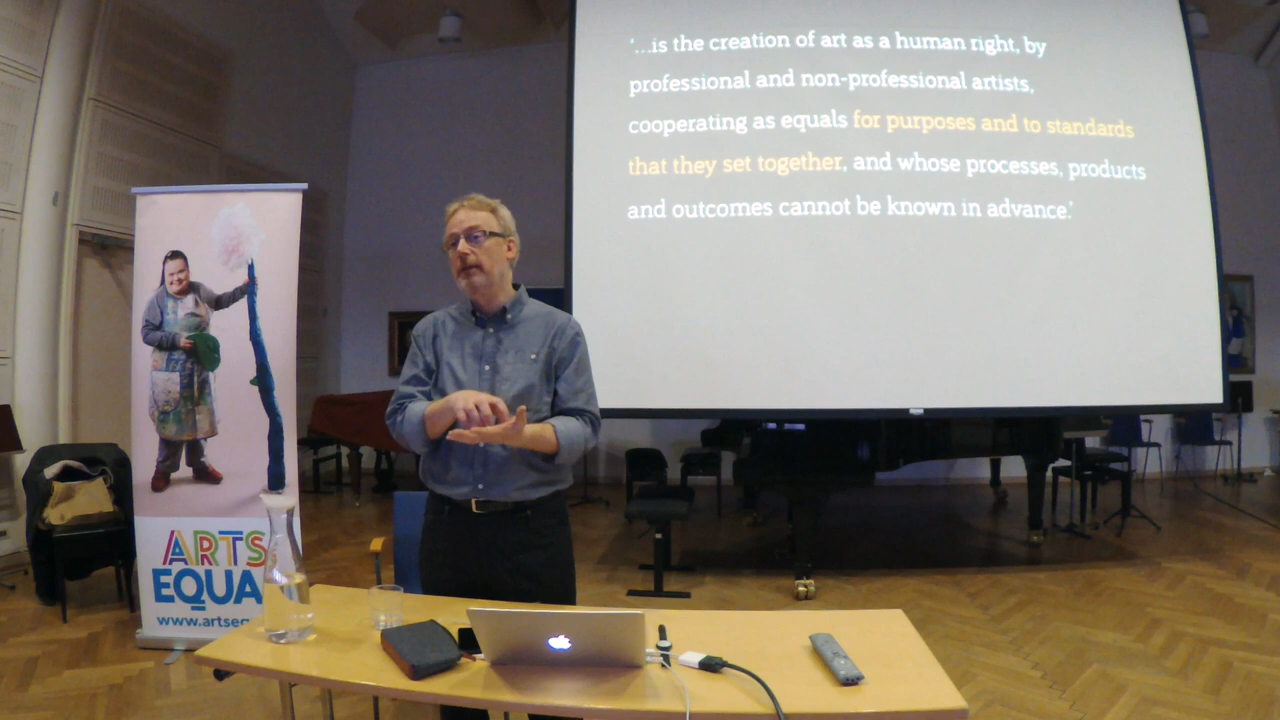 '...is the creation of art as a human right, by
professional and non-professional artists,
cooperating as equals for purposes and to standards
that they set together, and whose processes, products
and outcomes cannot be known in advance.'
ARTS
EQUA
www.artseq